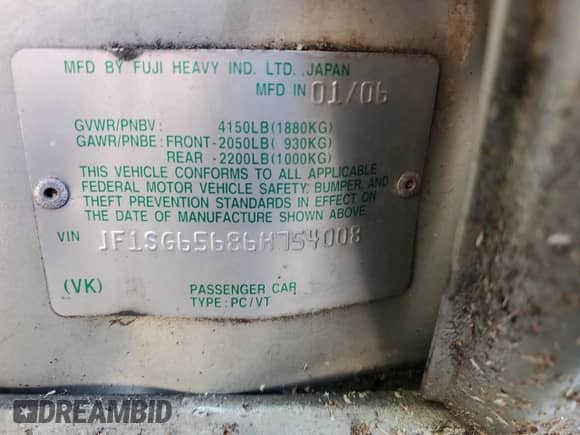 MFD BY FUJI HEAVY IND. LTD. JAPAN
MFD IN 01/06
GVWR/PNBV: 4150LB(1880KG)
GAWR/PNBE: FRONT-2050LB( 930KG)
REAR -2200LB(1000KG)
THIS VEHICLE CONFORMS TO ALL APPLICABLE
FEDERAL MOTOR VEHICLE SAFETY, BUMPER, AND
THEFT PREVENTION STANDARDS IN EFFECT ON
THE DATE OF MANUFACTURE SHOWN ABOVE.
VIN JF1SG65686H754008
(VK) PASSENGER CAR
TYPE: PC/VT
DREAMBID